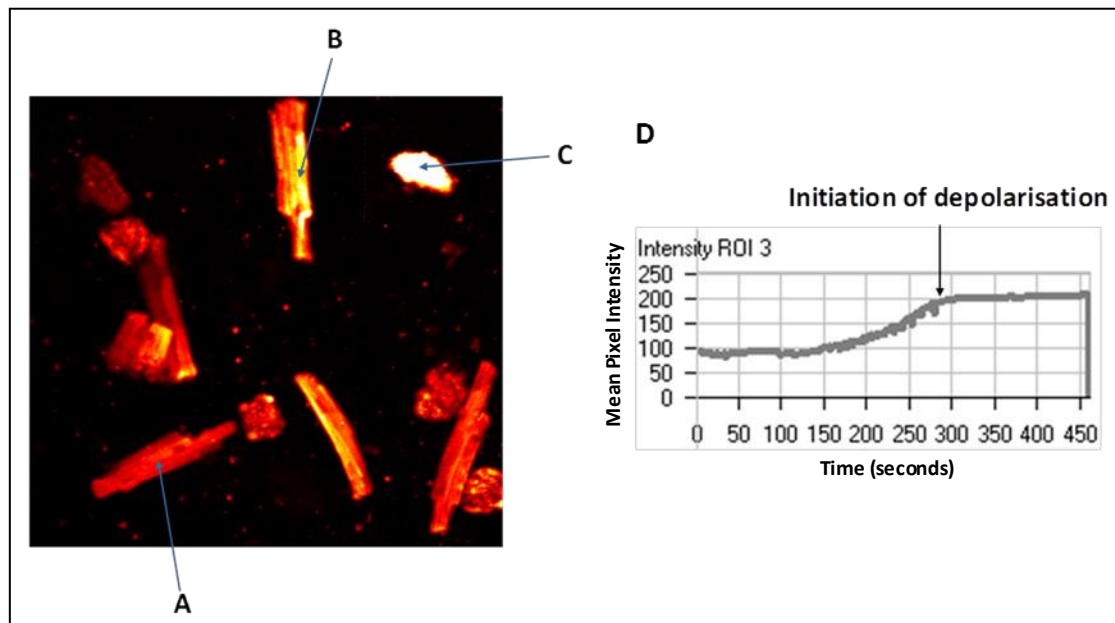 B
C
A
D
Initiation of depolarisation
Intensity ROI 3
Mean Pixel Intensity
250
200
150
100
50
0
0 50 100 150 200 250 300 350 400 450
Time (seconds)